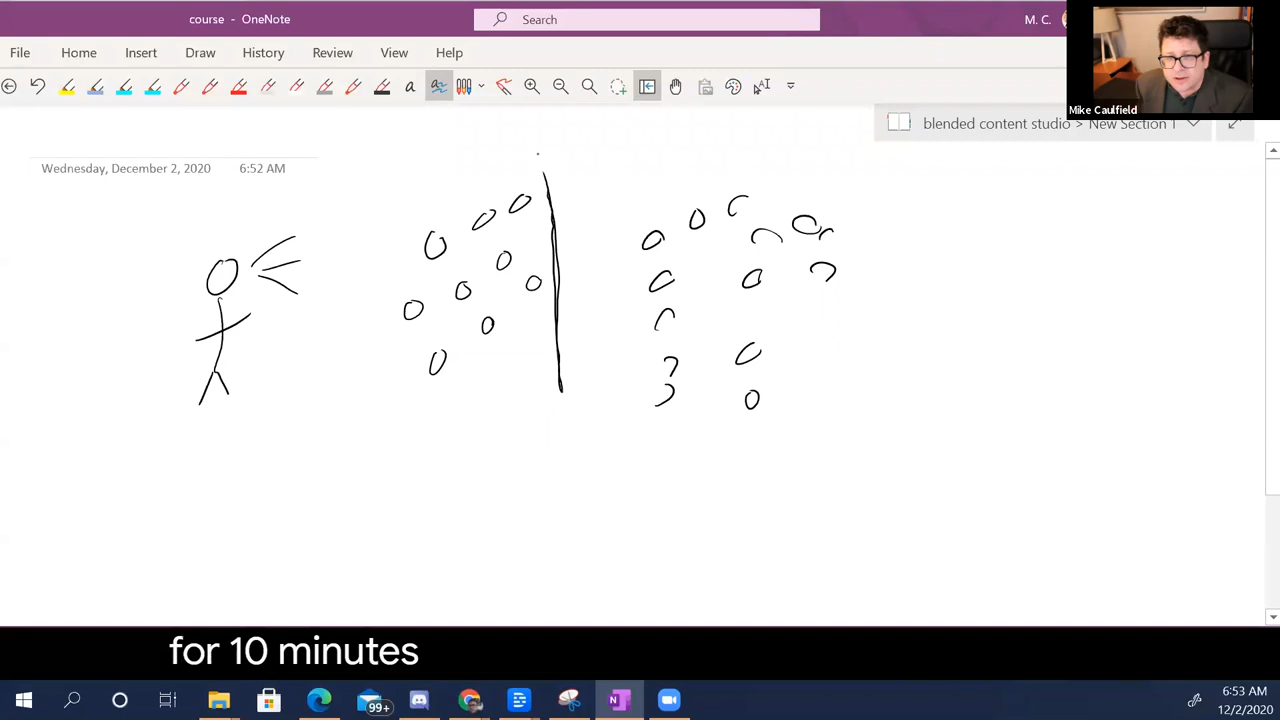 course - OneNote
Search
M. C.
File Home Insert Draw History Review View Help
Mike Caulfield
blended content studio > New Section 1
Wednesday, December 2, 2020 6:52 AM
for 10 minutes
99+
6:53 AM
12/2/2020